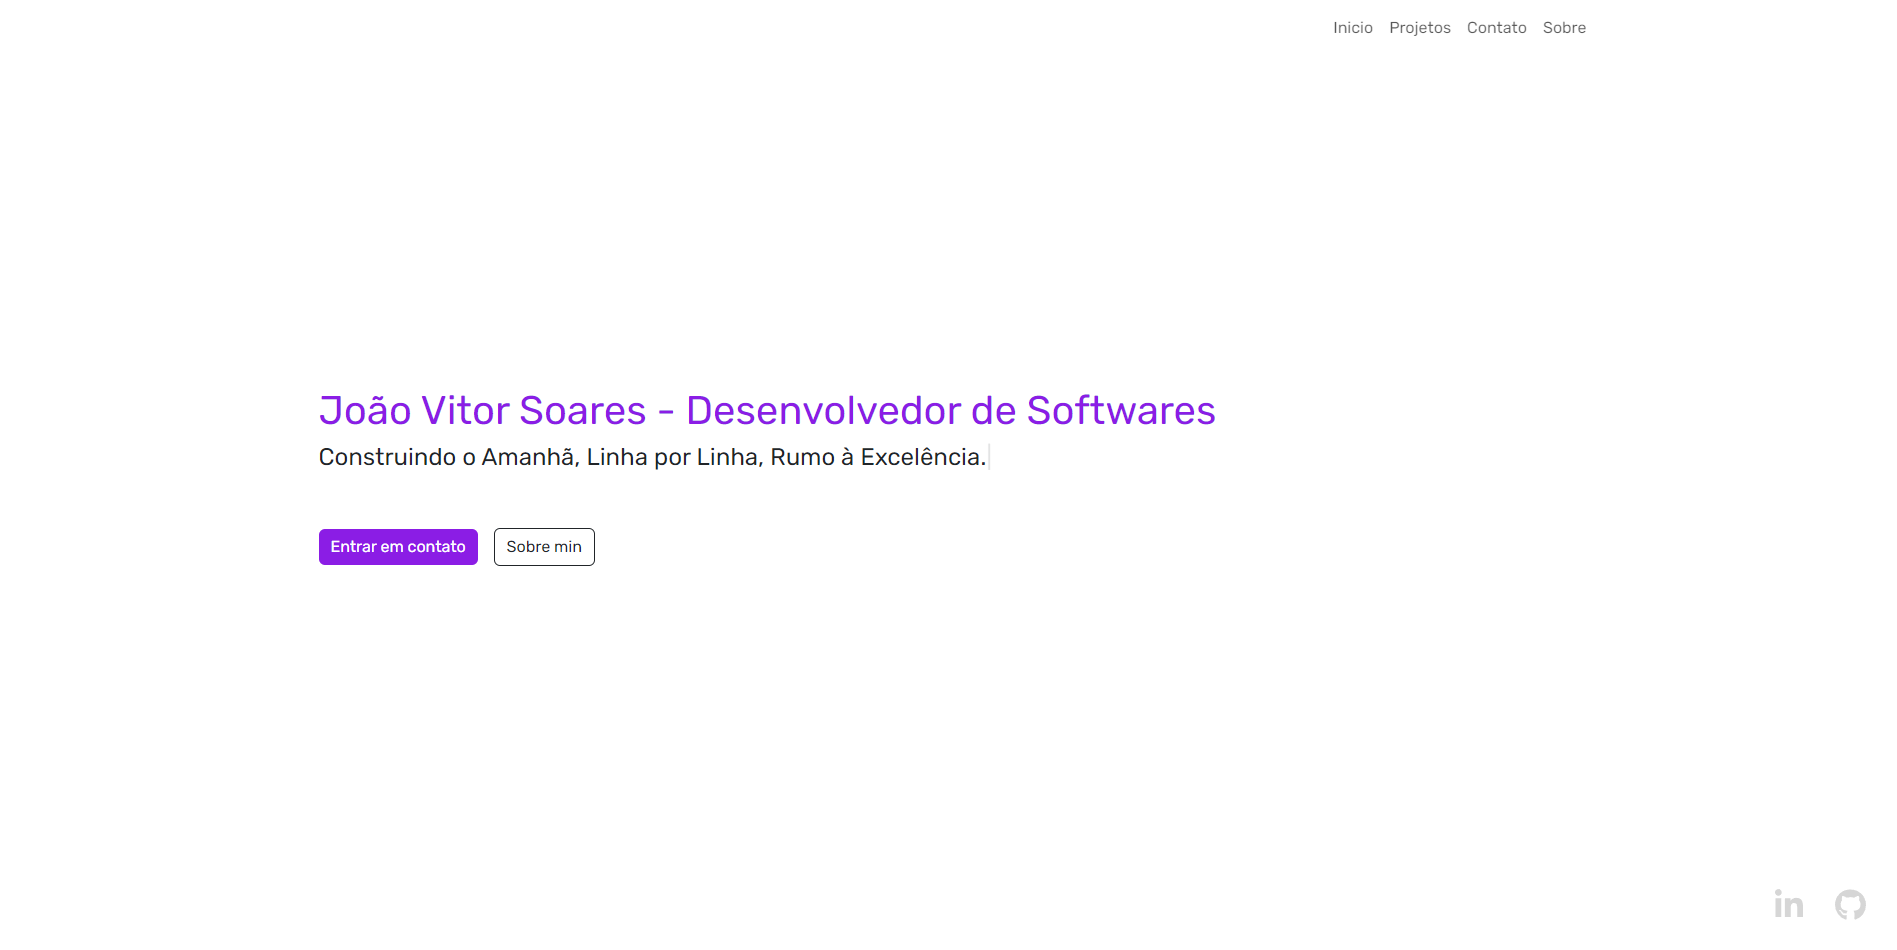 Inicio Projetos Contato Sobre
João Vitor Soares - Desenvolvedor de Softwares
Construindo o Amanhã, Linha por Linha, Rumo à Excelência.
Entrar em contato Sobre min
in